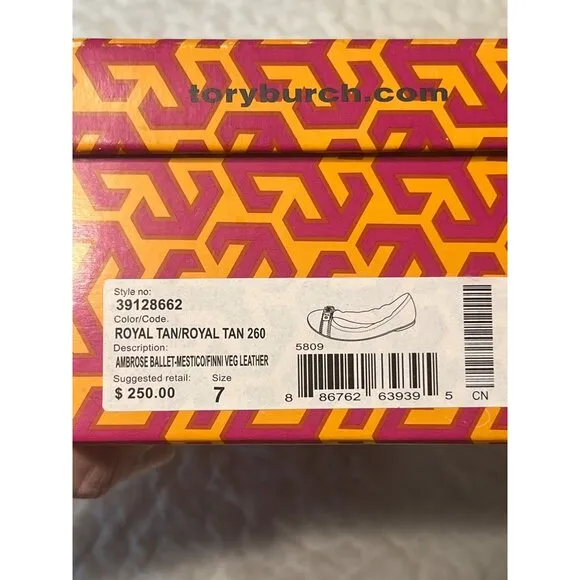 toryburch.com
Style no:
39128662
Color/Code.
ROYAL TAN/ROYAL TAN 260
Description:
AMBROSE BALLET-MESTICO/FINNI VEG LEATHER
Suggested retail: Size
$ 250.00 7
5809
8 86762 63939 5
CN